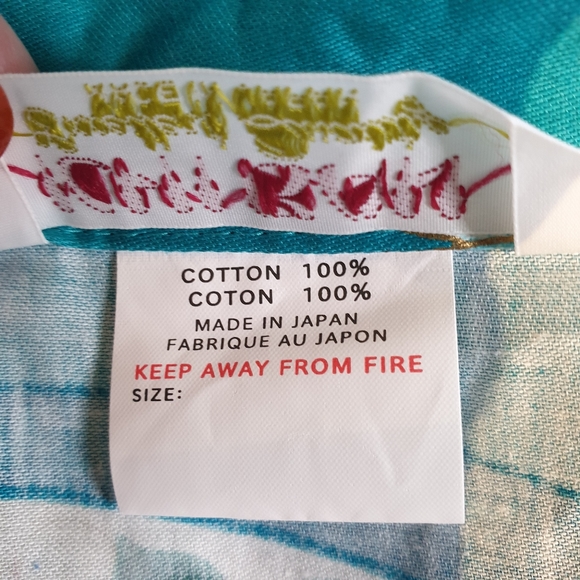 COTTON 100%
COTON 100%
MADE IN JAPAN
FABRIQUE AU JAPON
KEEP AWAY FROM FIRE
SIZE: